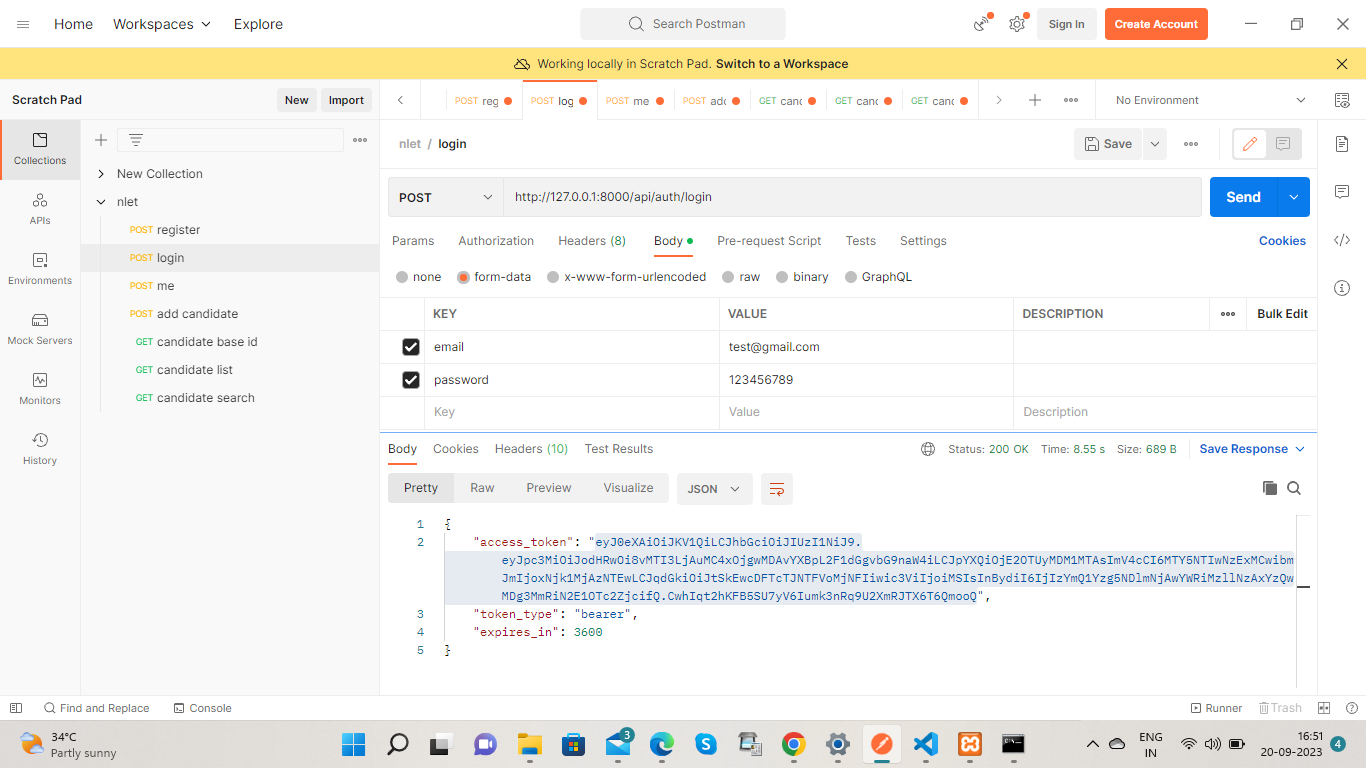 Home Workspaces Explore Search Postman Sign In Create Account
Working locally in Scratch Pad. Switch to a Workspace
Scratch Pad New Import
POST reg POST log POST me POST add GET canc GET canc GET canc No Environment
Collections
APIs
Environments
Mock Servers
Monitors
History
New Collection
nlet
POST register
POST login
POST me
POST add candidate
GET candidate base id
GET candidate list
GET candidate search
nlet / login Save
POST http://127.0.0.1:8000/api/auth/login Send
Params Authorization Headers (8) Body Pre-request Script Tests Settings Cookies
none form-data x-www-form-urlencoded raw binary GraphQL
KEY VALUE DESCRIPTION Bulk Edit
email test@gmail.com
password 123456789
Key Value Description
Body Cookies Headers (10) Test Results Status: 200 OK Time: 8.55 s Size: 689 B Save Response
Pretty Raw Preview Visualize JSON
1 {
2 "access_token": "eyJ0eXAiOiJKV1QiLCJhbGciOiJIUzI1NiJ9.
3 "token_type": "bearer",
4 "expires_in": 3600
5 }
Find and Replace Console Runner Trash
34°C
Partly sunny
3
ENG
IN
16:51
20-09-2023
4